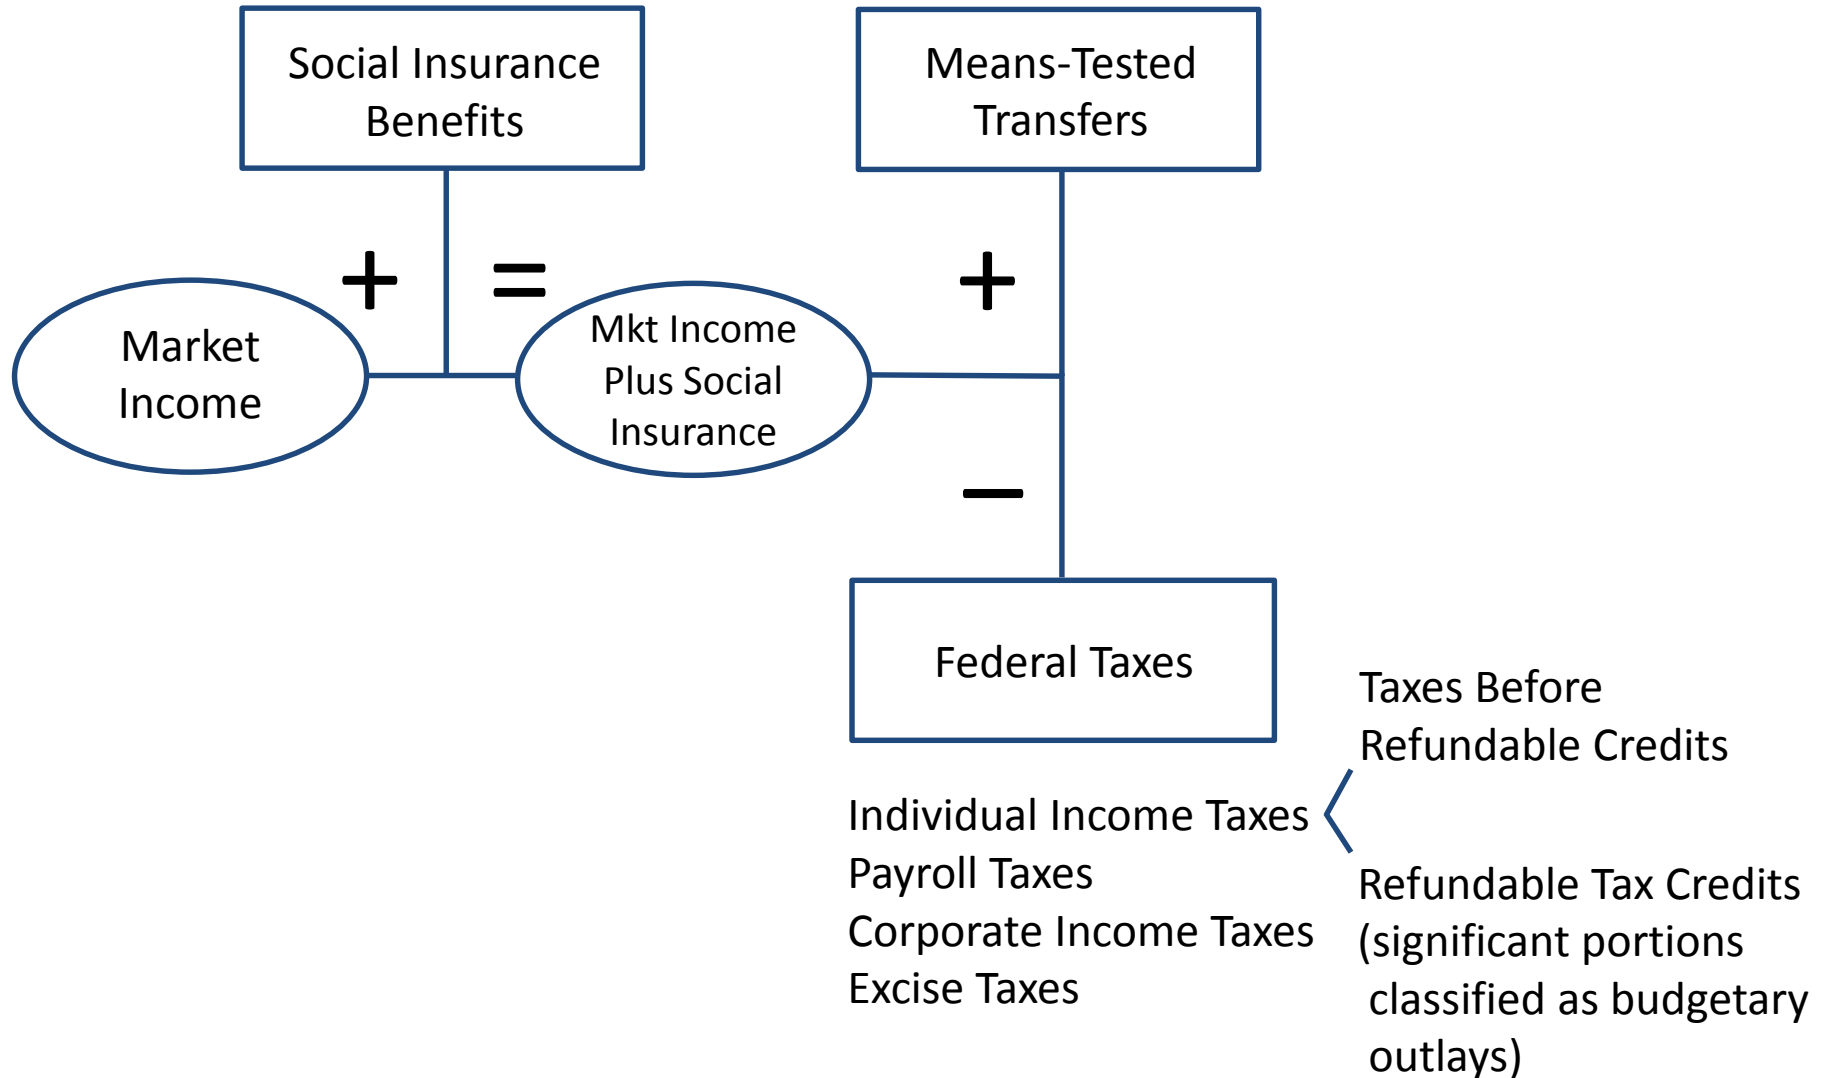 Social Insurance
Benefits
Means-Tested
Transfers
+
=
+
Market
Income
Mkt Income
Plus Social
Insurance
–
Federal Taxes
Taxes Before
Refundable Credits
Individual Income Taxes
Payroll Taxes
Corporate Income Taxes
Excise Taxes
Refundable Tax Credits
(significant portions
classified as budgetary
outlays)